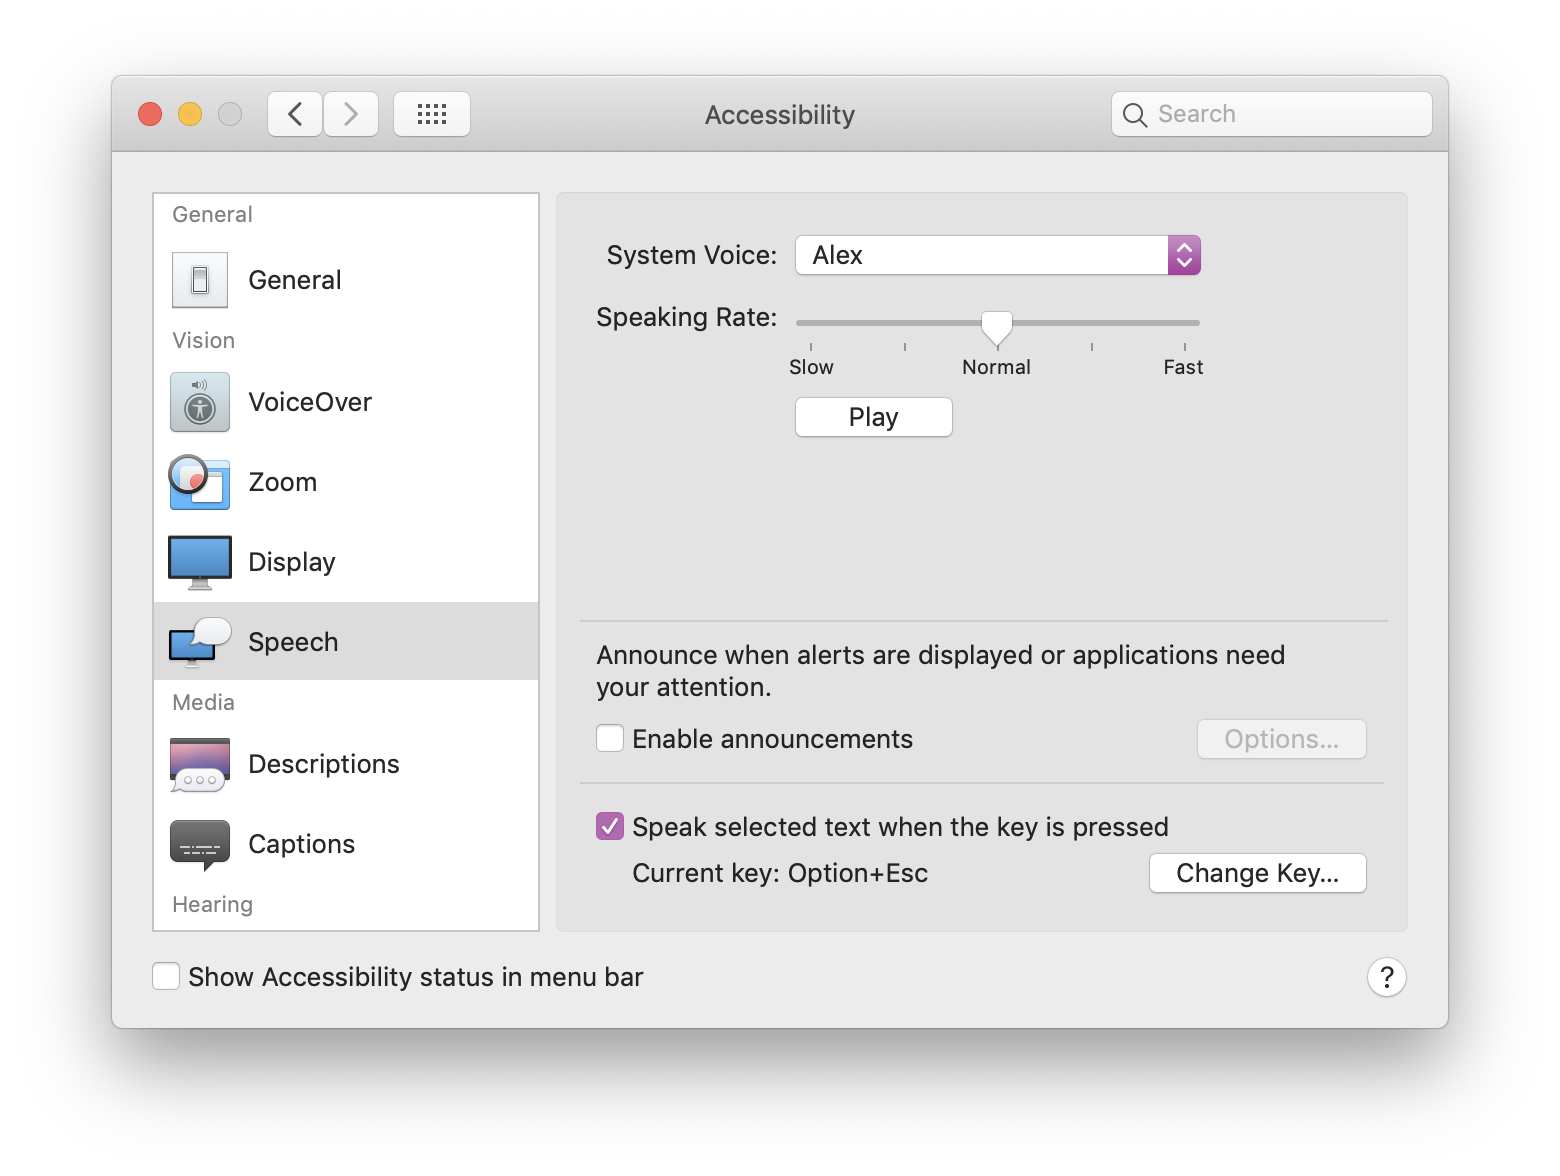 Accessibility
Search
General
General
Vision
VoiceOver
Zoom
Display
Speech
Media
Descriptions
Captions
Hearing
System Voice: Alex
Speaking Rate:
Slow Normal Fast
Play
Announce when alerts are displayed or applications need
your attention.
Enable announcements Options...
Speak selected text when the key is pressed
Current key: Option+Esc Change Key...
Show Accessibility status in menu bar ?